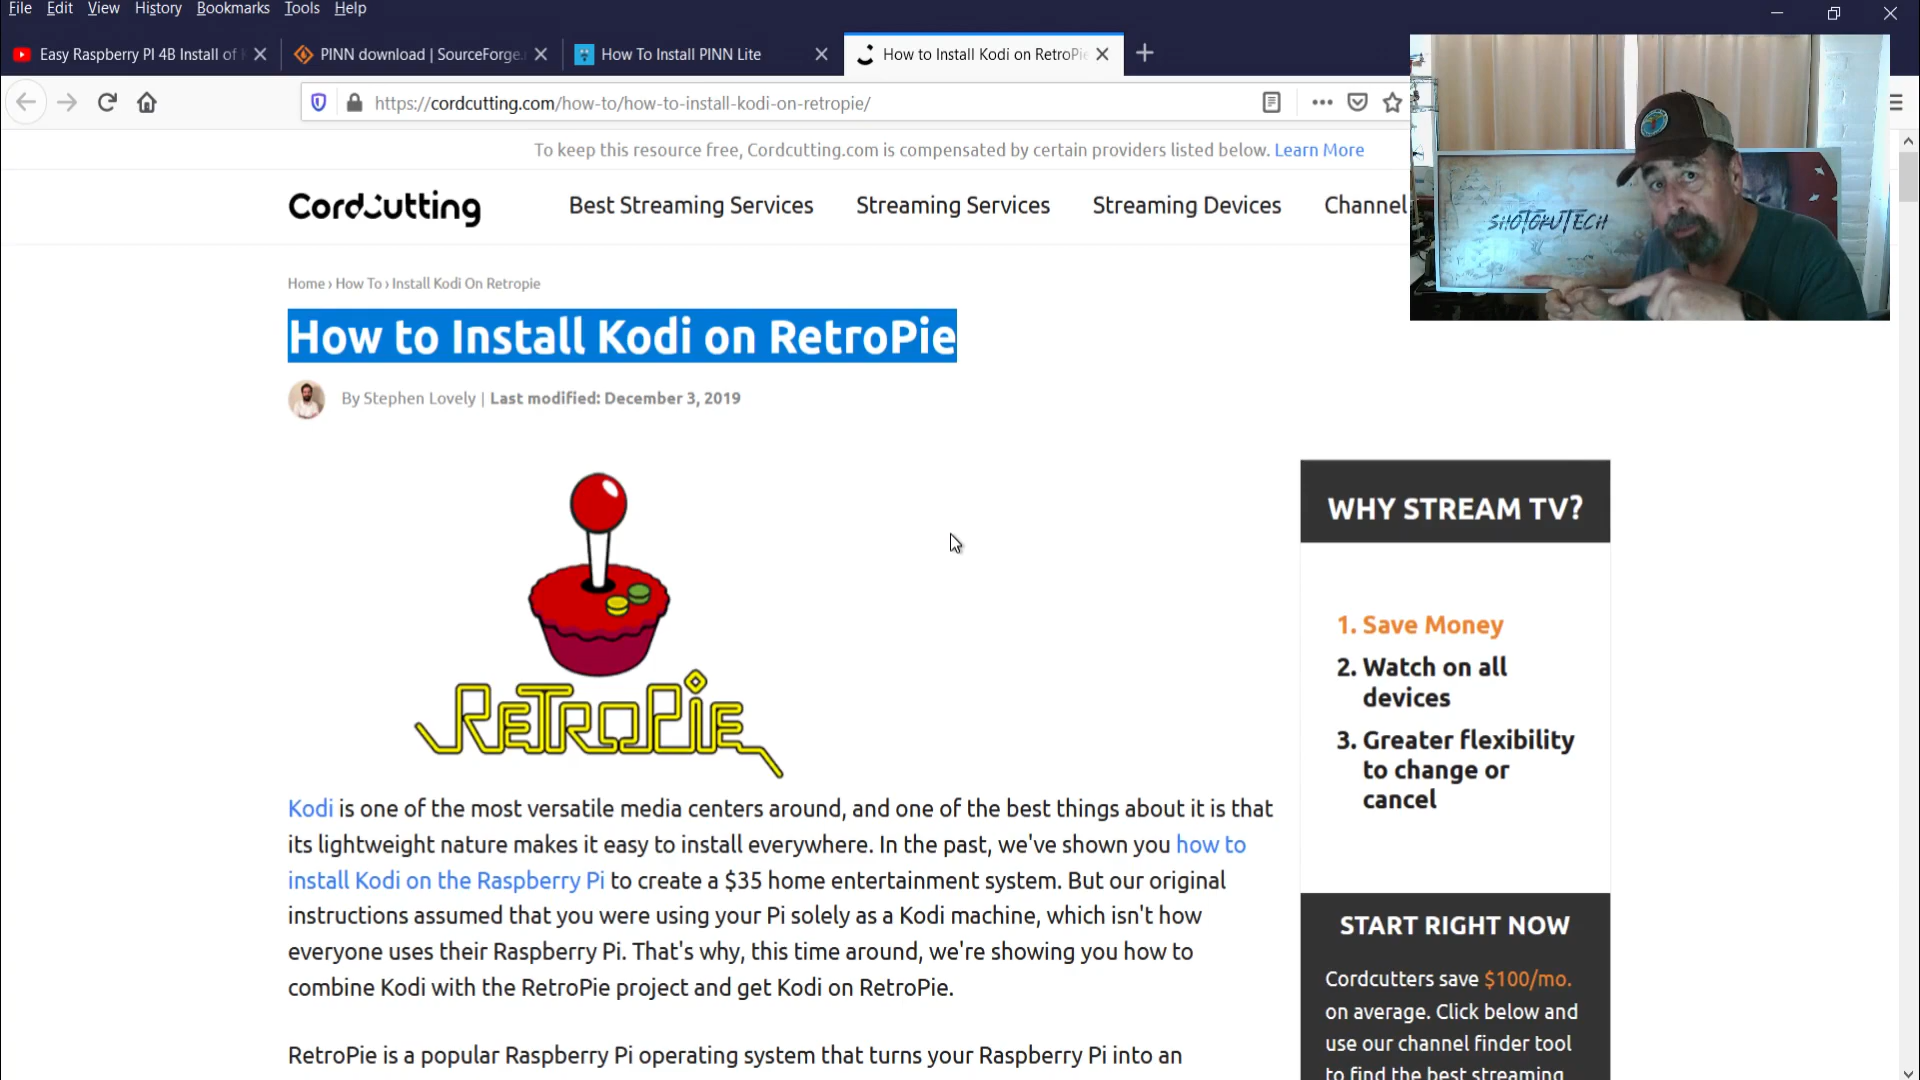 File Edit View History Bookmarks Tools Help
Easy Raspberry PI 4B Install of
PINN download | SourceForge.
How To Install PINN Lite
How to Install Kodi on RetroPie
https://cordcutting.com/how-to/how-to-install-kodi-on-retropie/
To keep this resource free, Cordcutting.com is compensated by certain providers listed below. Learn More
Cordcutting
Best Streaming Services
Streaming Services
Streaming Devices
Channel
SHOTOKUTECH
Home › How To › Install Kodi On Retropie
How to Install Kodi on RetroPie
By Stephen Lovely | Last modified: December 3, 2019
RETROPIE
Kodi is one of the most versatile media centers around, and one of the best things about it is that
its lightweight nature makes it easy to install everywhere. In the past, we've shown you how to
install Kodi on the Raspberry Pi to create a $35 home entertainment system. But our original
instructions assumed that you were using your Pi solely as a Kodi machine, which isn't how
everyone uses their Raspberry Pi. That's why, this time around, we're showing you how to
combine Kodi with the RetroPie project and get Kodi on RetroPie.
RetroPie is a popular Raspberry Pi operating system that turns your Raspberry Pi into an
WHY STREAM TV?
1. Save Money
2. Watch on all
devices
3. Greater flexibility
to change or
cancel
START RIGHT NOW
Cordcutters save $100/mo.
on average. Click below and
use our channel finder tool
to find the best streaming